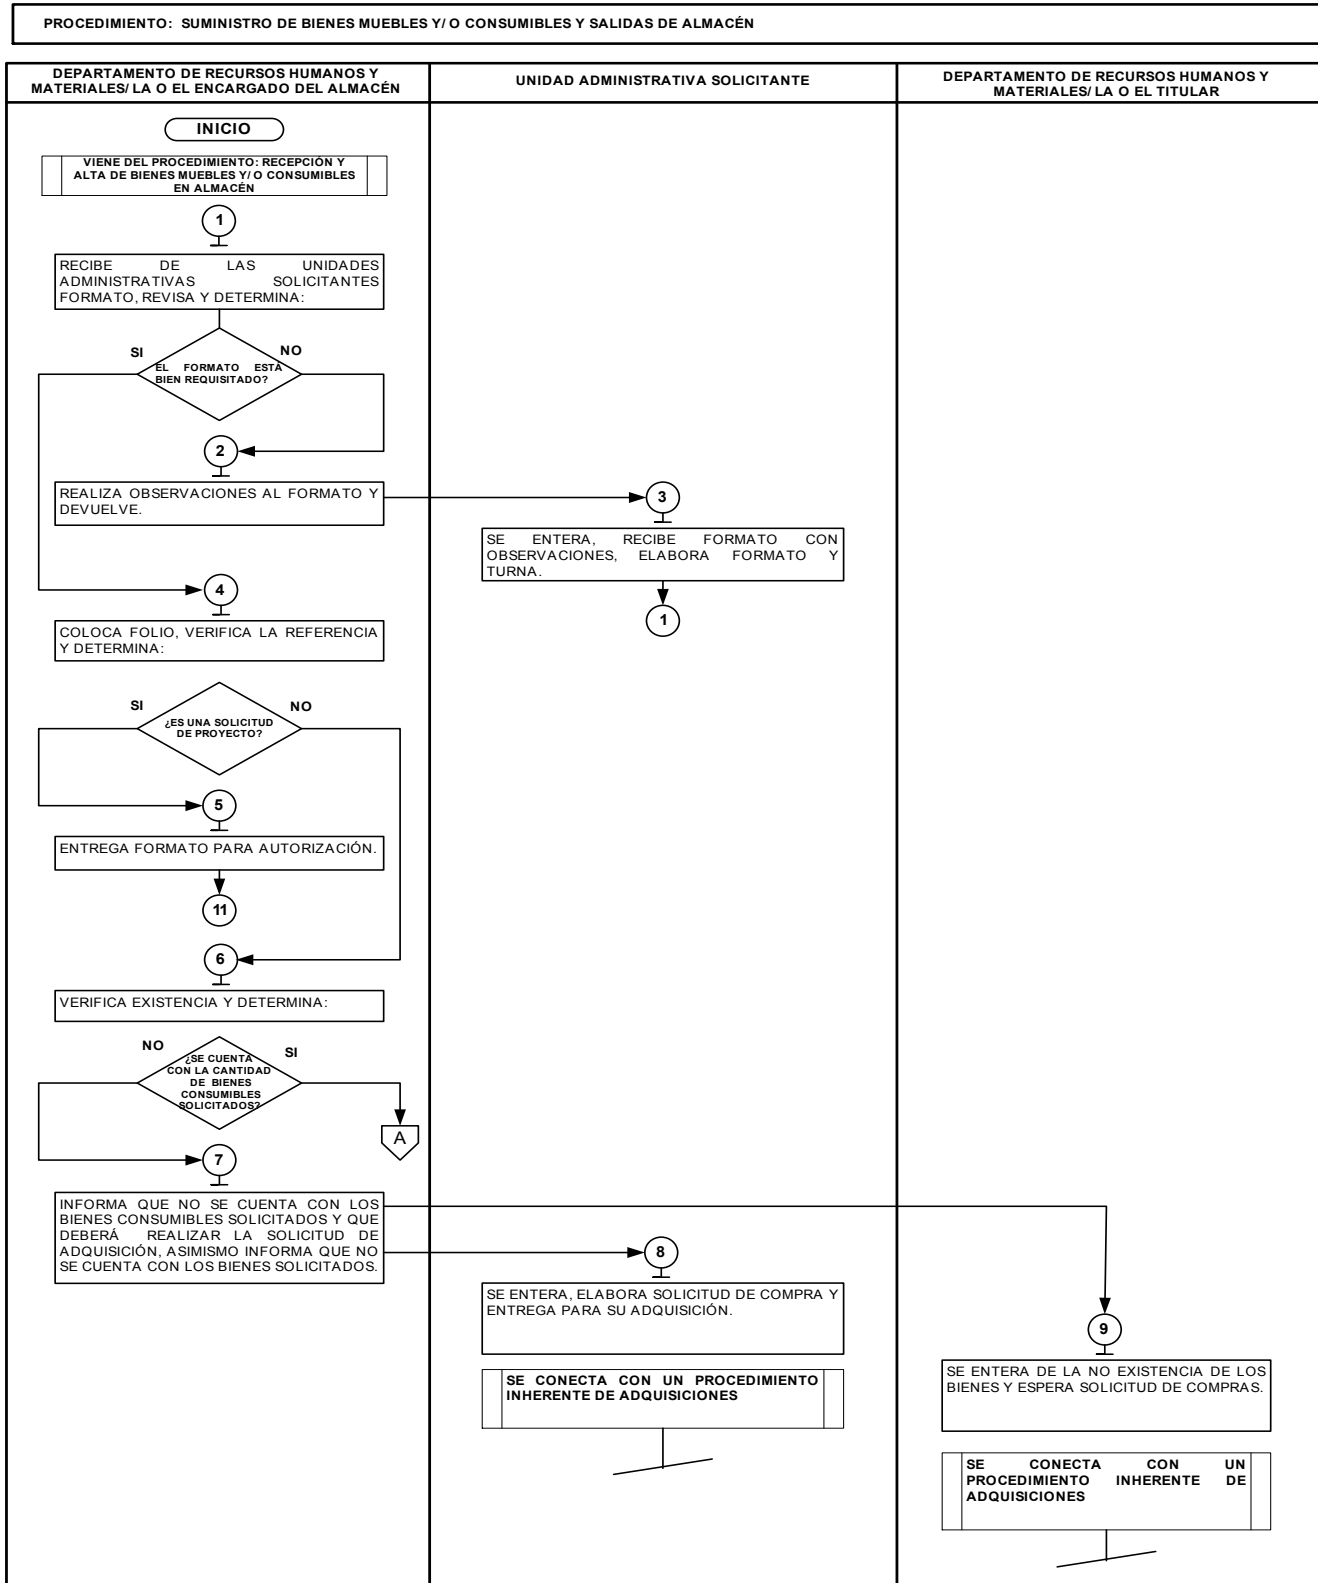 PROCEDIMIENTO: SUMINISTRO DE BIENES MUEBLES Y/ O CONSUMIBLES Y SALIDAS DE ALMACÉN
DEPARTAMENTO DE RECURSOS HUMANOS Y
MATERIALES/ LA O EL ENCARGADO DEL ALMACÉN
UNIDAD ADMINISTRATIVA SOLICITANTE
DEPARTAMENTO DE RECURSOS HUMANOS Y
MATERIALES/ LA O EL TITULAR
INICIO
VIENE DEL PROCEDIMIENTO: RECEPCIÓN Y
ALTA DE BIENES MUEBLES Y/ O CONSUMIBLES
EN ALMACÉN
1
RECIBE DE LAS UNIDADES
ADMINISTRATIVAS SOLICITANTES
FORMATO, REVISA Y DETERMINA:
SI
NO
EL FORMATO ESTÁ
BIEN REQUISITADO?
2
REALIZA OBSERVACIONES AL FORMATO Y
DEVUELVE.
3
SE ENTERA, RECIBE FORMATO CON
OBSERVACIONES, ELABORA FORMATO Y
TURNA.
1
4
COLOCA FOLIO, VERIFICA LA REFERENCIA
Y DETERMINA:
SI
NO
¿ES UNA SOLICITUD
DE PROYECTO?
5
ENTREGA FORMATO PARA AUTORIZACIÓN.
11
6
VERIFICA EXISTENCIA Y DETERMINA:
NO
SI
¿SE CUENTA
CON LA CANTIDAD
DE BIENES
CONSUMIBLES
SOLICITADOS?
A
7
INFORMA QUE NO SE CUENTA CON LOS
BIENES CONSUMIBLES SOLICITADOS Y QUE
DEBERÁ REALIZAR LA SOLICITUD DE
ADQUISICIÓN, ASIMISMO INFORMA QUE NO
SE CUENTA CON LOS BIENES SOLICITADOS.
8
SE ENTERA, ELABORA SOLICITUD DE COMPRA Y
ENTREGA PARA SU ADQUISICIÓN.
SE CONECTA CON UN PROCEDIMIENTO
INHERENTE DE ADQUISICIONES
9
SE ENTERA DE LA NO EXISTENCIA DE LOS
BIENES Y ESPERA SOLICITUD DE COMPRAS.
SE CONECTA CON UN
PROCEDIMIENTO INHERENTE DE
ADQUISICIONES